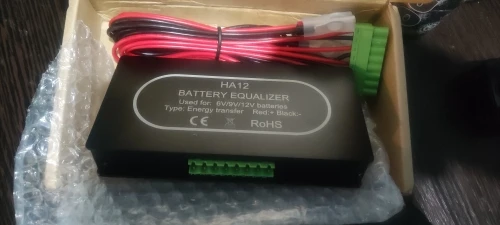 HA12
BATTERY EQUALIZER
Used for: 6V/9V/12V batteries
Type: Energy transfer Red + Black-
CE RoHS